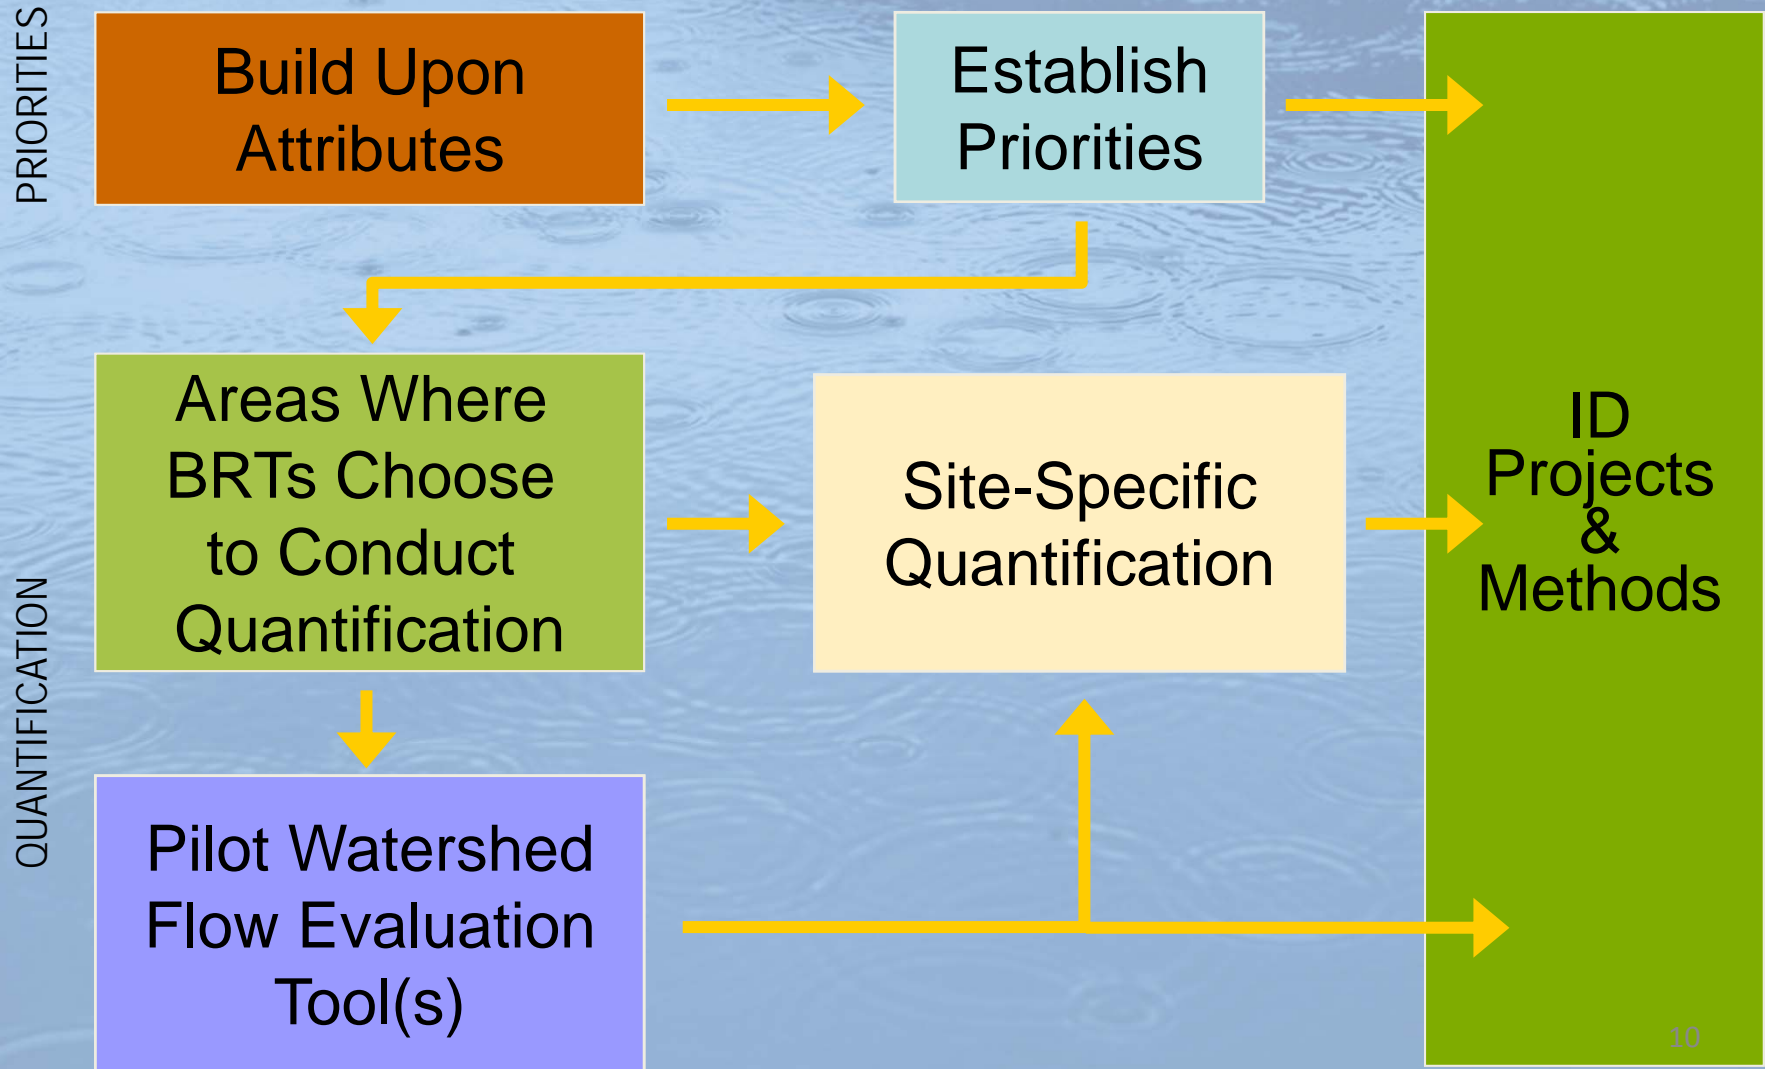 PRIORITIES
Build Upon
Attributes
Establish
Priorities
QUANTIFICATION
Areas Where
BRTs Choose
to Conduct
Quantification
Site-Specific
Quantification
ID
Projects
&
Methods
Pilot Watershed
Flow Evaluation
Tool(s)
10